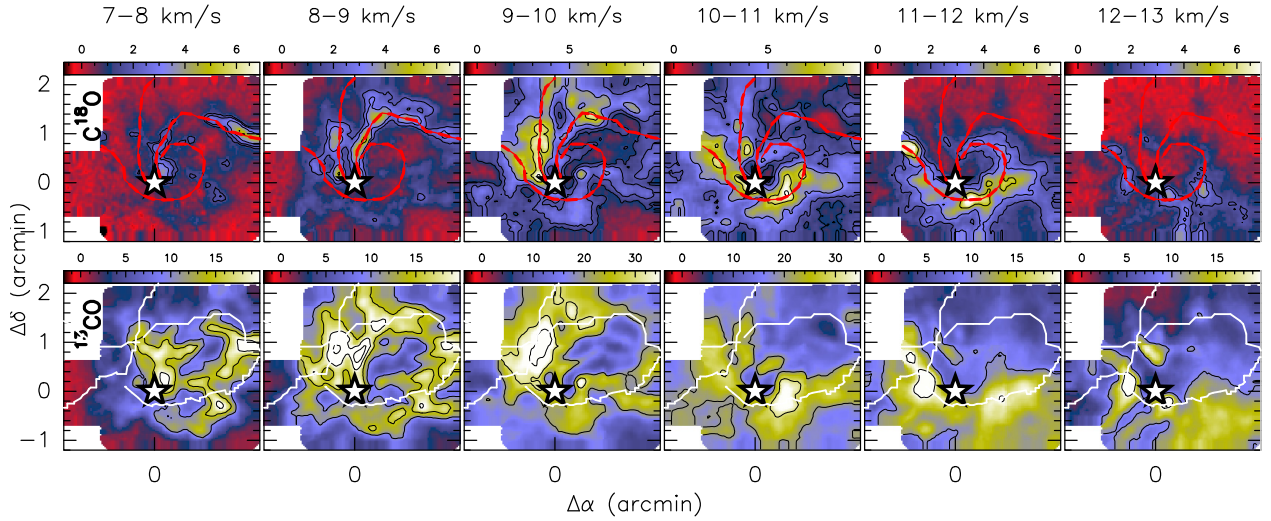 7−8 km/s 8−9 km/s 9−10 km/s 10−11 km/s 11−12 km/s 12−13 km/s
0 2 4 6 0 2 4 6 0 5 0 5 0 2 4 6 0 2 4 6
C¹⁸O
2
1
0
−1
0 5 10 15 0 5 10 15 20 0 10 20 30 0 10 20 30 0 5 10 15 20 0 5 10 15
¹³CO
2
1
0
−1
0 0 0 0 0 0
Δδ (arcmin)
Δα (arcmin)